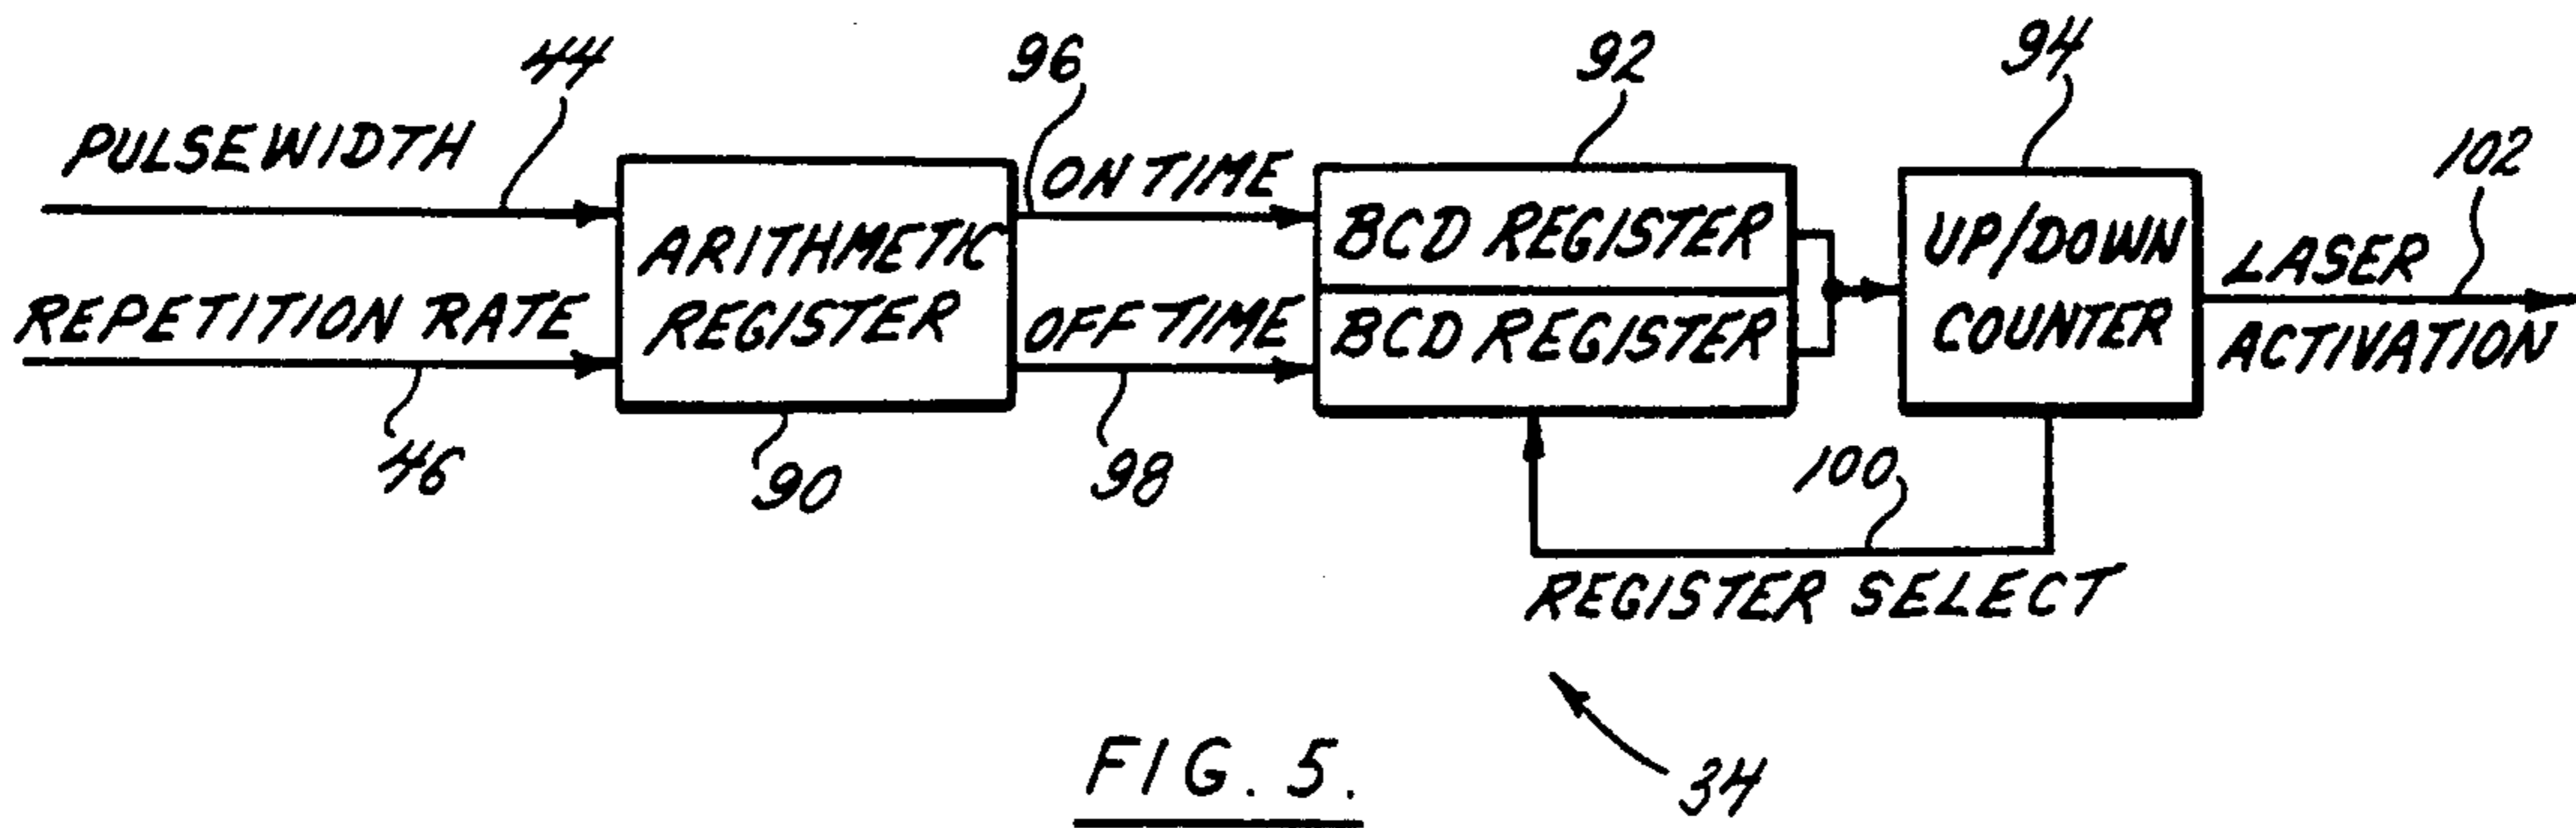 44
96
92
94
102
PULSEWIDTH
ON TIME
BCD REGISTER
UP/DOWN
COUNTER
LASER
ACTIVATION
ARITHMETIC
REGISTER
REPETITION RATE
OFF TIME
BCD REGISTER
46
90
98
100
REGISTER SELECT
FIG. 5.
34